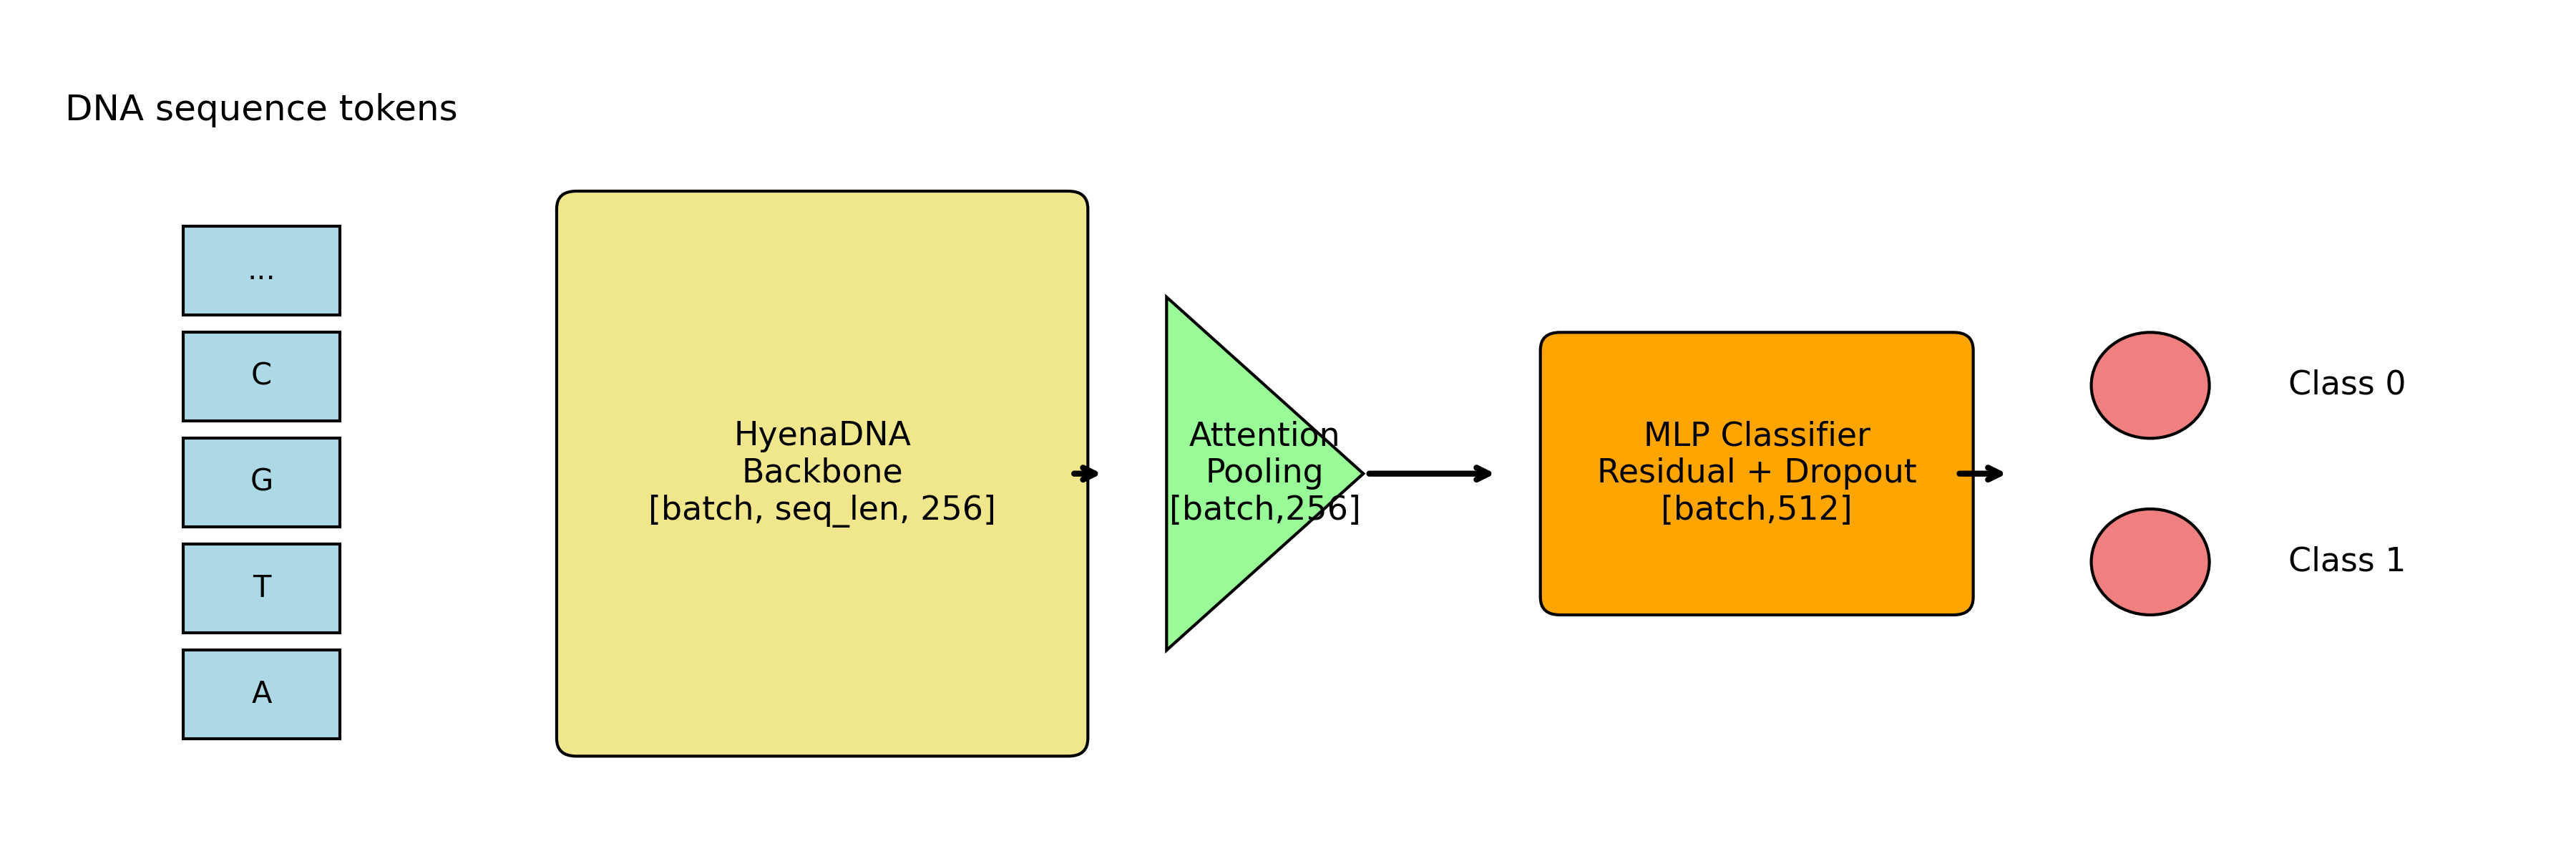 DNA sequence tokens
...
C
G
T
A
HyenaDNA
Backbone
[batch, seq_len, 256]
Attention
Pooling
[batch,256]
MLP Classifier
Residual + Dropout
[batch,512]
Class 0
Class 1